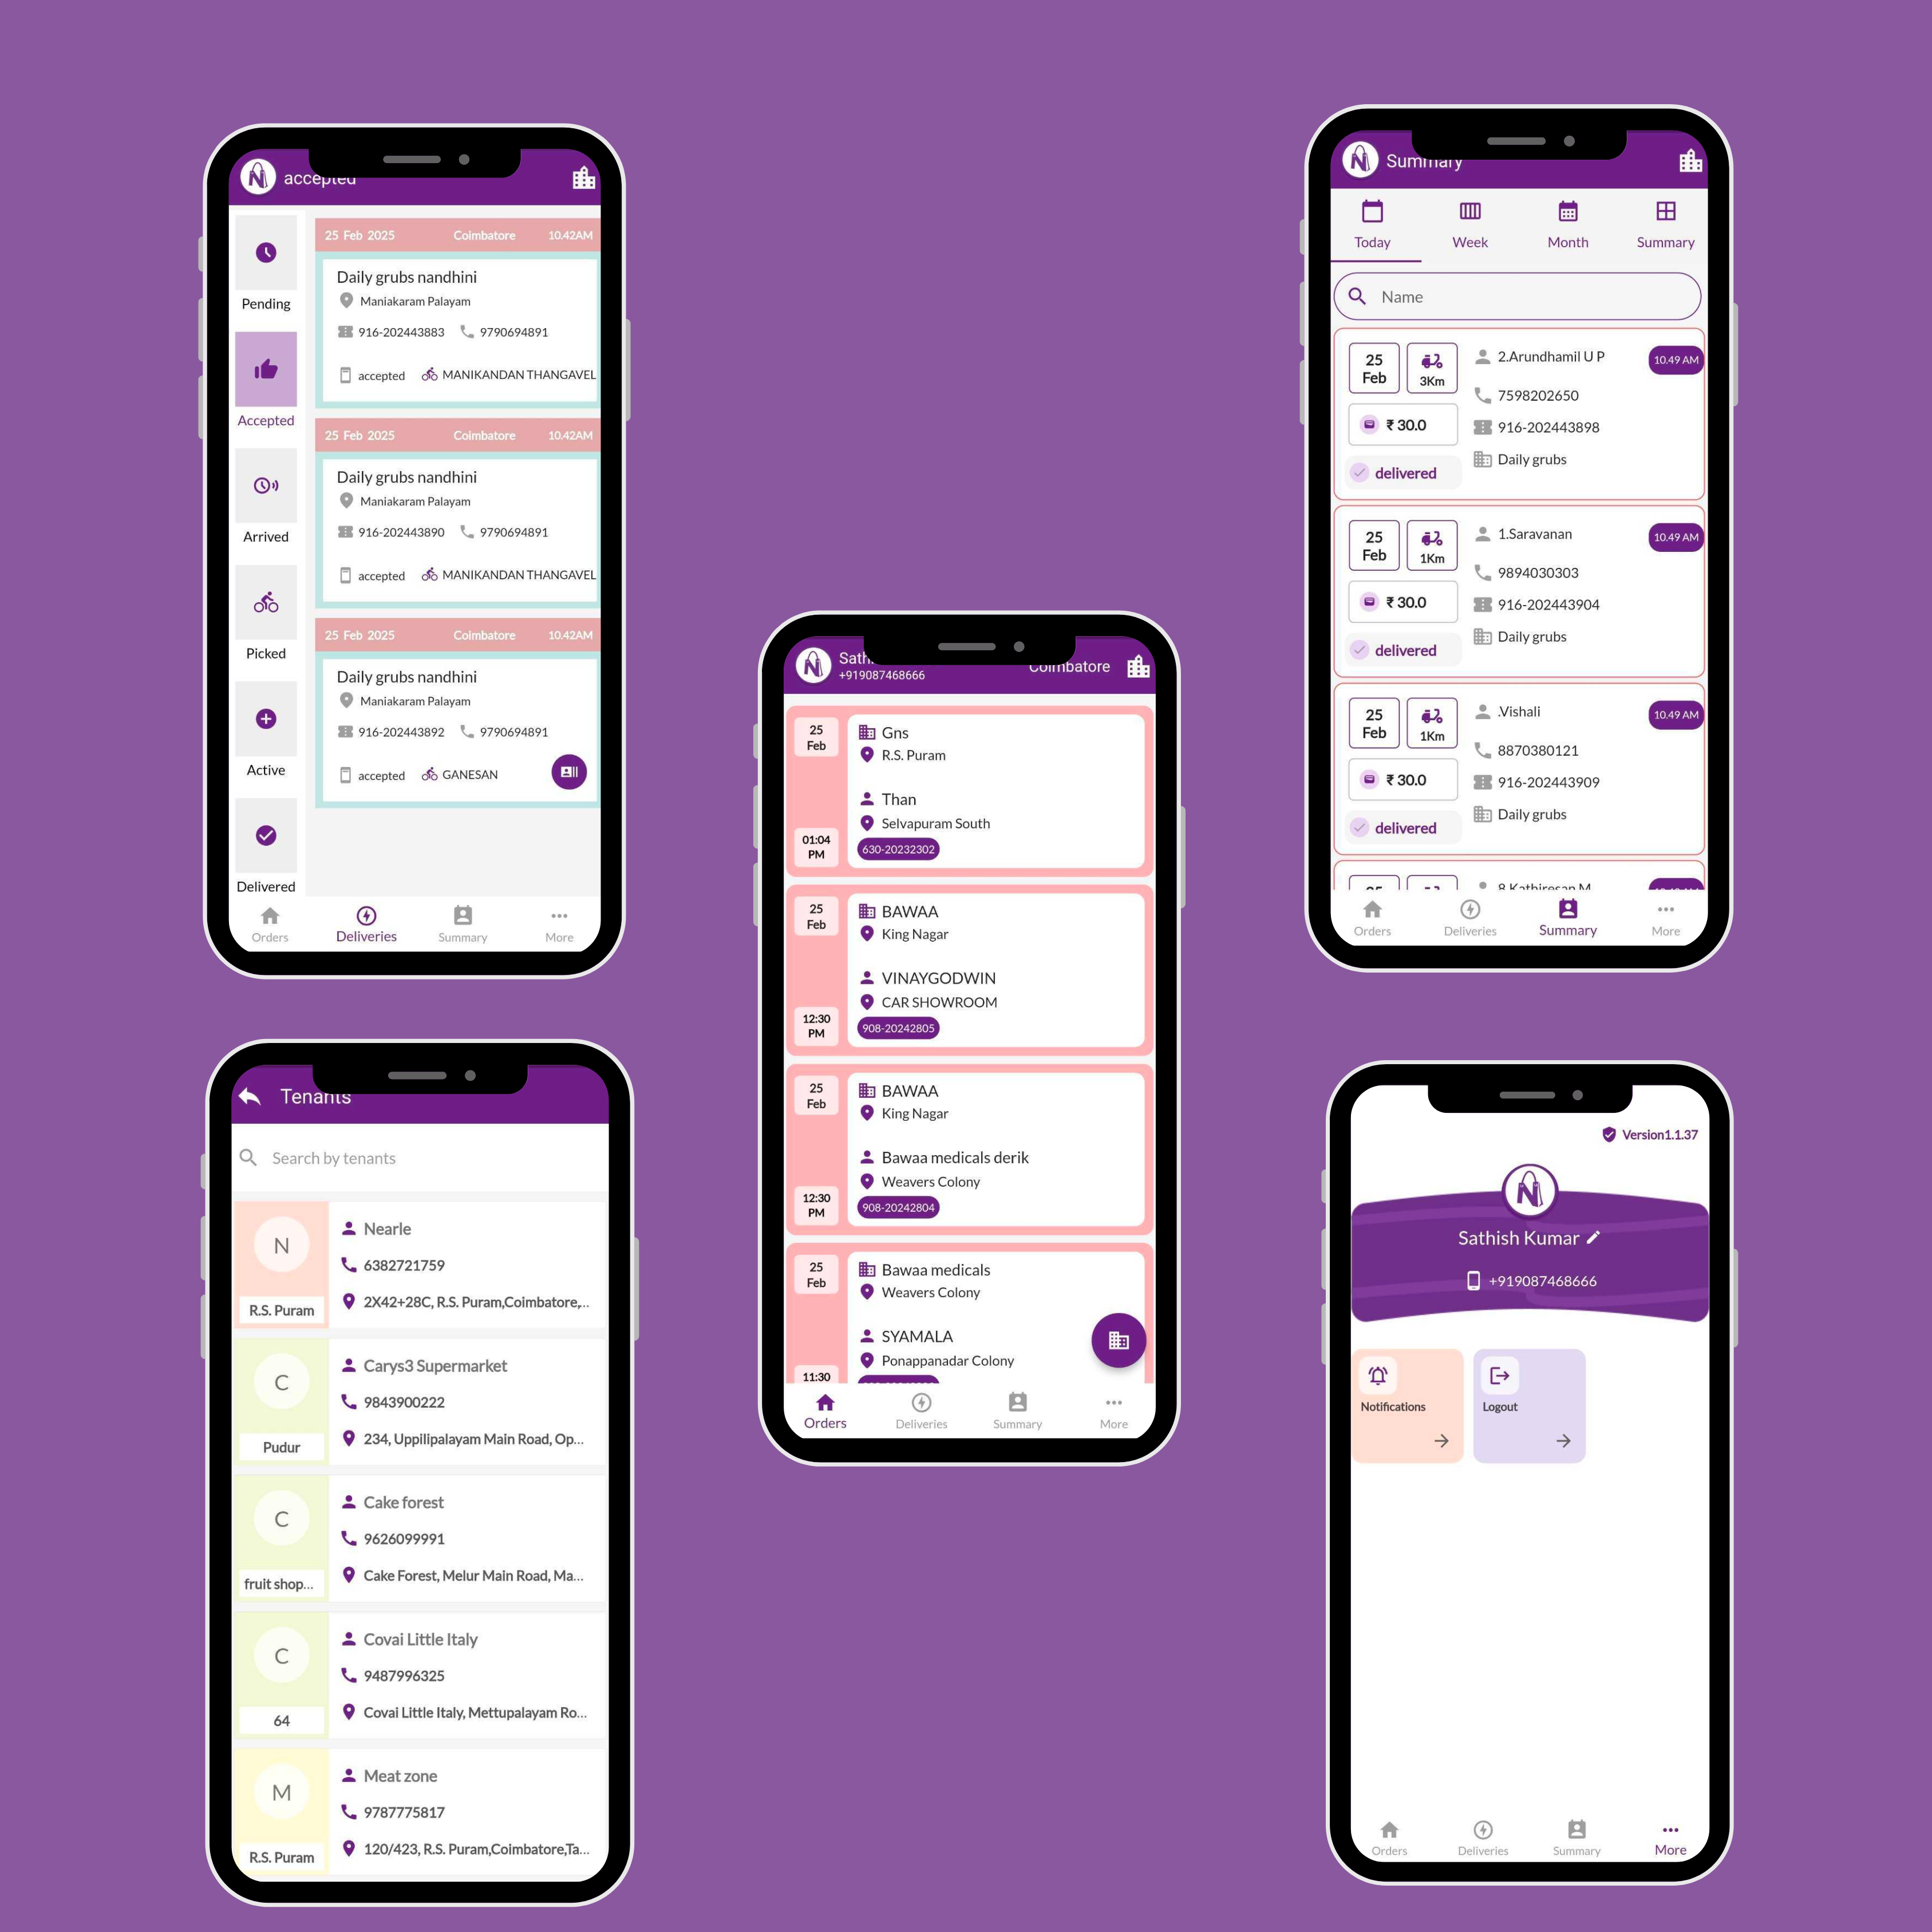 accepted
Pending
Accepted
Arrived
Picked
Active
Delivered
25 Feb 2025 Coimbatore 10.42AM
Daily grubs nandhini
Maniakaram Palayam
916-202443883 9790694891
accepted MANIKANDAN THANGAVEL
25 Feb 2025 Coimbatore 10.42AM
Daily grubs nandhini
Maniakaram Palayam
916-202443890 9790694891
accepted MANIKANDAN THANGAVEL
25 Feb 2025 Coimbatore 10.42AM
Daily grubs nandhini
Maniakaram Palayam
916-202443892 9790694891
accepted GANESAN
Orders Deliveries Summary More
Summary
Today Week Month Summary
Name
25 Feb
3Km
₹ 30.0
delivered
2.Arundhamil U P
7598202650
916-202443898
Daily grubs
10.49 AM
25 Feb
1Km
₹ 30.0
delivered
1.Saravanan
9894030303
916-202443904
Daily grubs
10.49 AM
25 Feb
1Km
₹ 30.0
delivered
.Vishali
8870380121
916-202443909
Daily grubs
10.49 AM
8.Kathiresan M
Orders Deliveries Summary More
Sath
+919087468666
Coimbatore
25
Feb
01:04
PM
Gns
R.S. Puram
Than
Selvapuram South
630-20232302
25
Feb
12:30
PM
BAWAA
King Nagar
VINAYGODWIN
CAR SHOWROOM
908-20242805
25
Feb
12:30
PM
BAWAA
King Nagar
Bawaa medicals derik
Weavers Colony
908-20242804
25
Feb
11:30
Bawaa medicals
Weavers Colony
SYAMALA
Ponappanadar Colony
Orders Deliveries Summary More
Tenants
Search by tenants
N
R.S. Puram
Nearle
6382721759
2X42+28C, R.S. Puram,Coimbatore,...
C
Pudur
Carys3 Supermarket
9843900222
234, Uppilipalayam Main Road, Op...
C
fruit shop...
Cake forest
9626099991
Cake Forest, Melur Main Road, Ma...
C
64
Covai Little Italy
9487996325
Covai Little Italy, Mettupalayam Ro...
M
R.S. Puram
Meat zone
9787775817
120/423, R.S. Puram,Coimbatore,Ta...
Version1.1.37
N
Sathish Kumar
+919087468666
Notifications
Logout
Orders Deliveries Summary More